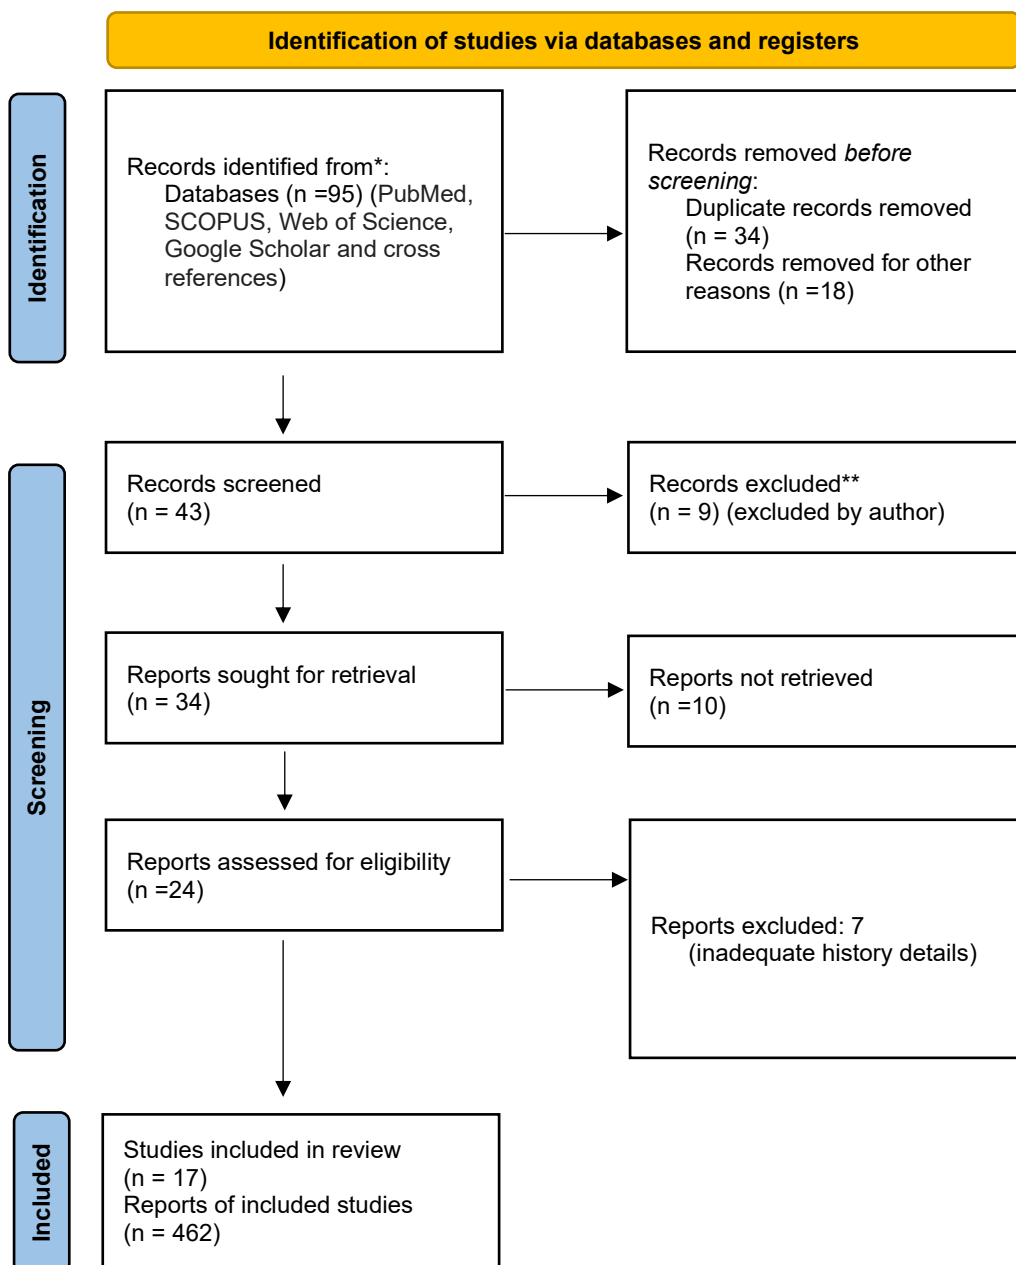 Identification of studies via databases and registers
Identification
Records identified from*:
Databases (n =95) (PubMed,
SCOPUS, Web of Science,
Google Scholar and cross
references)
Records removed before
screening:
Duplicate records removed
(n = 34)
Records removed for other
reasons (n =18)
Screening
Records screened
(n = 43)
Records excluded**
(n = 9) (excluded by author)
Reports sought for retrieval
(n = 34)
Reports not retrieved
(n =10)
Reports assessed for eligibility
(n =24)
Reports excluded: 7
(inadequate history details)
Included
Studies included in review
(n = 17)
Reports of included studies
(n = 462)